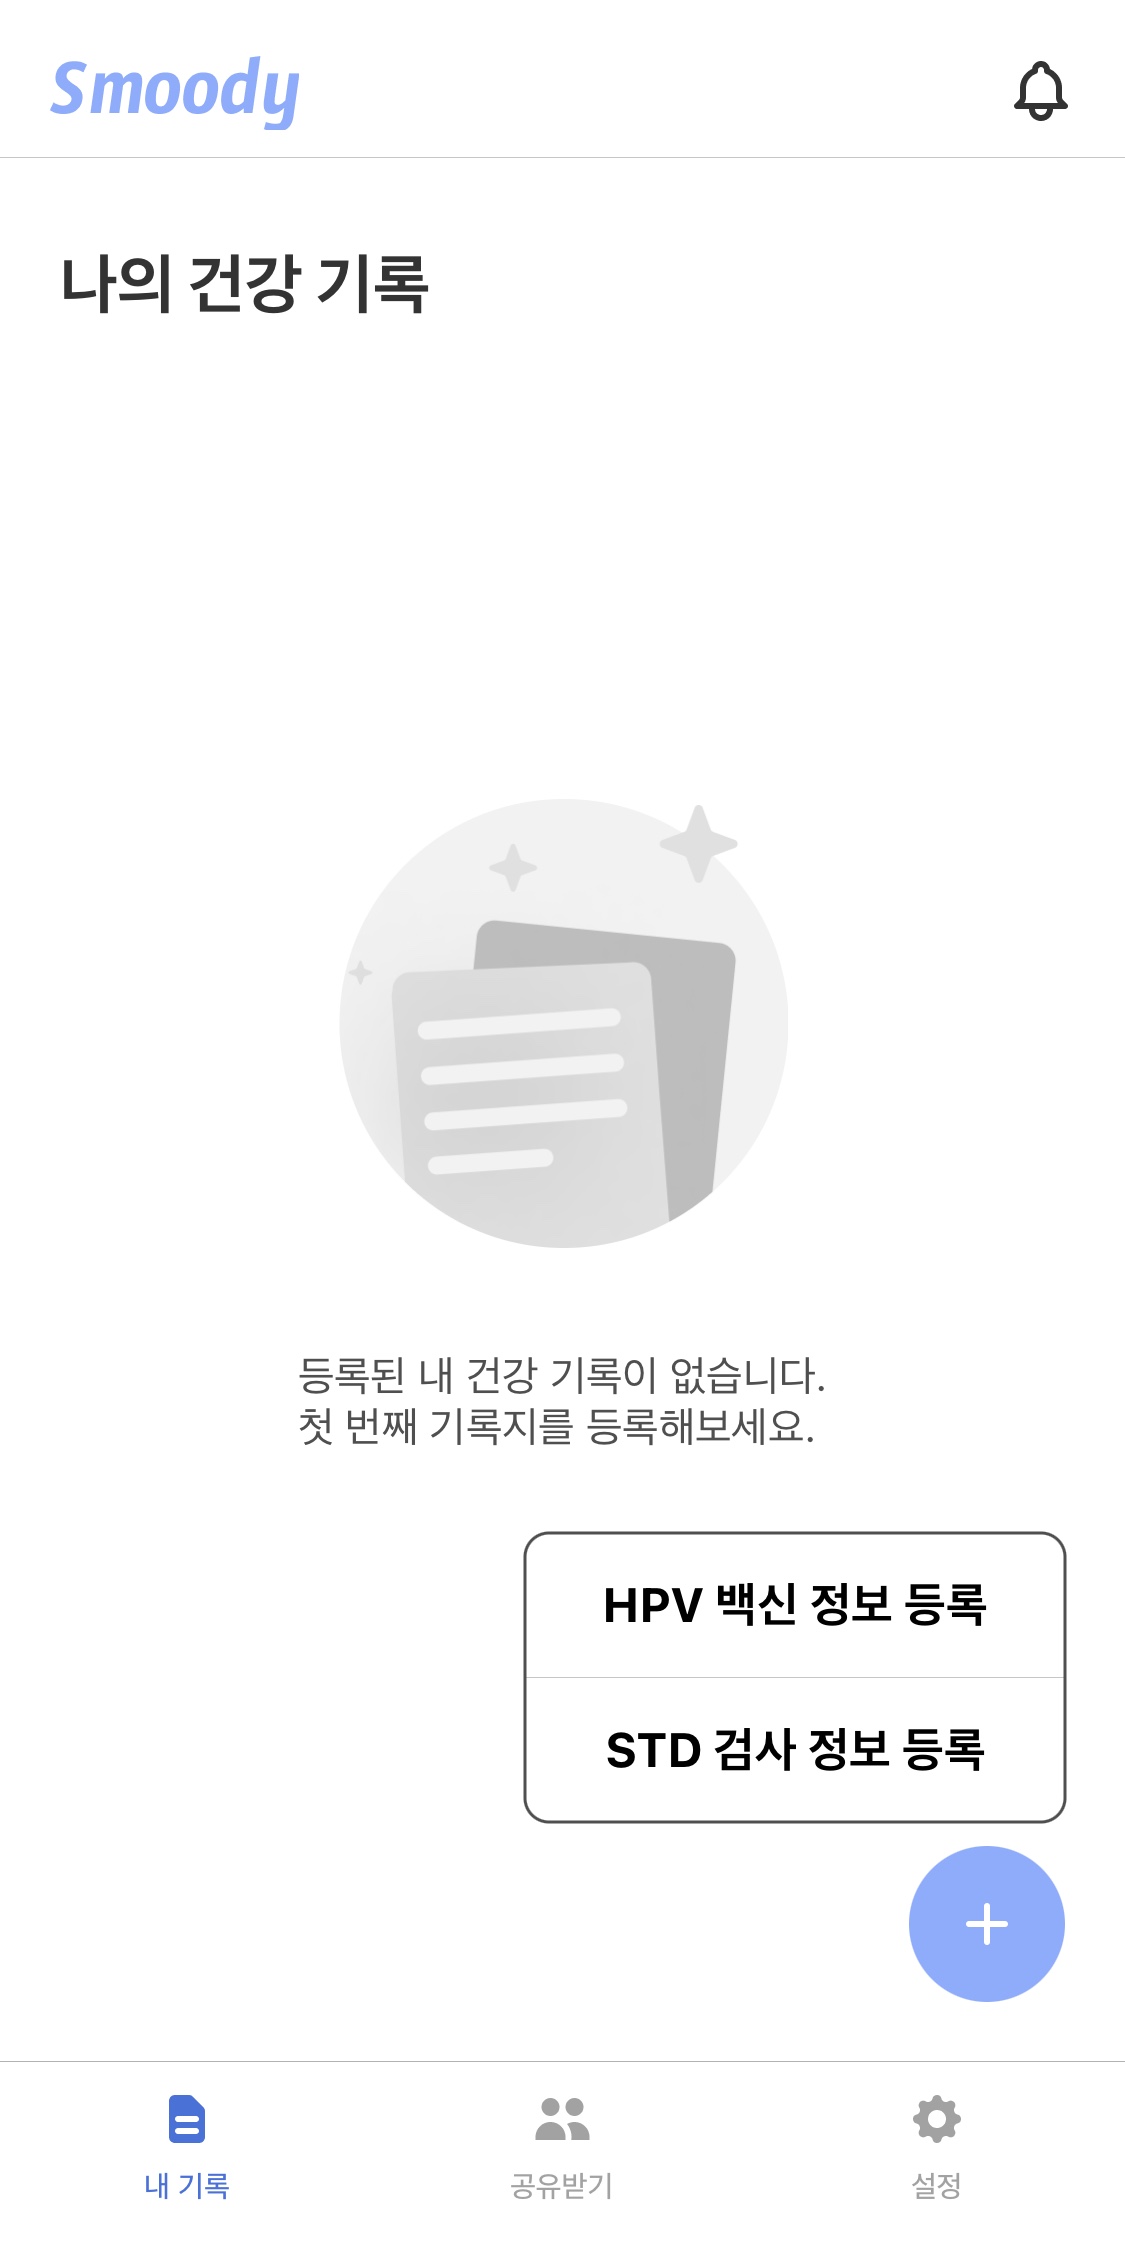 Smoody
나의 건강 기록
등록된 내 건강 기록이 없습니다.
첫 번째 기록지를 등록해보세요.
HPV 백신 정보 등록
STD 검사 정보 등록
내 기록
공유받기
설정